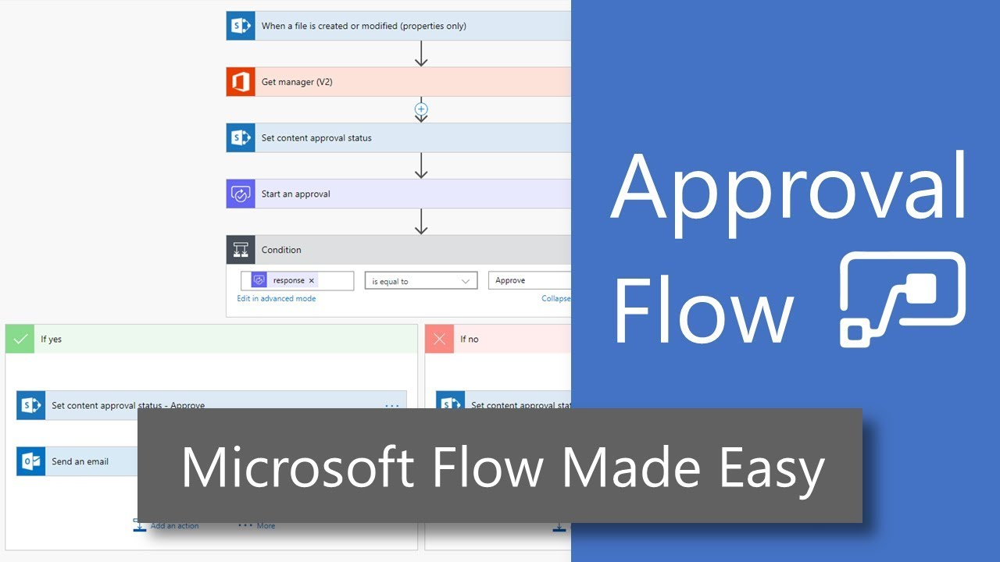 When a file is created or modified (properties only)
Get manager (V2)
Set content approval status
Start an approval
Condition
response × is equal to Approve
Edit in advanced mode Collapse
If yes If no
Set content approval status - Approve ... Set content approval
Send an email
Add an action ... More
Approval
Flow
Microsoft Flow Made Easy